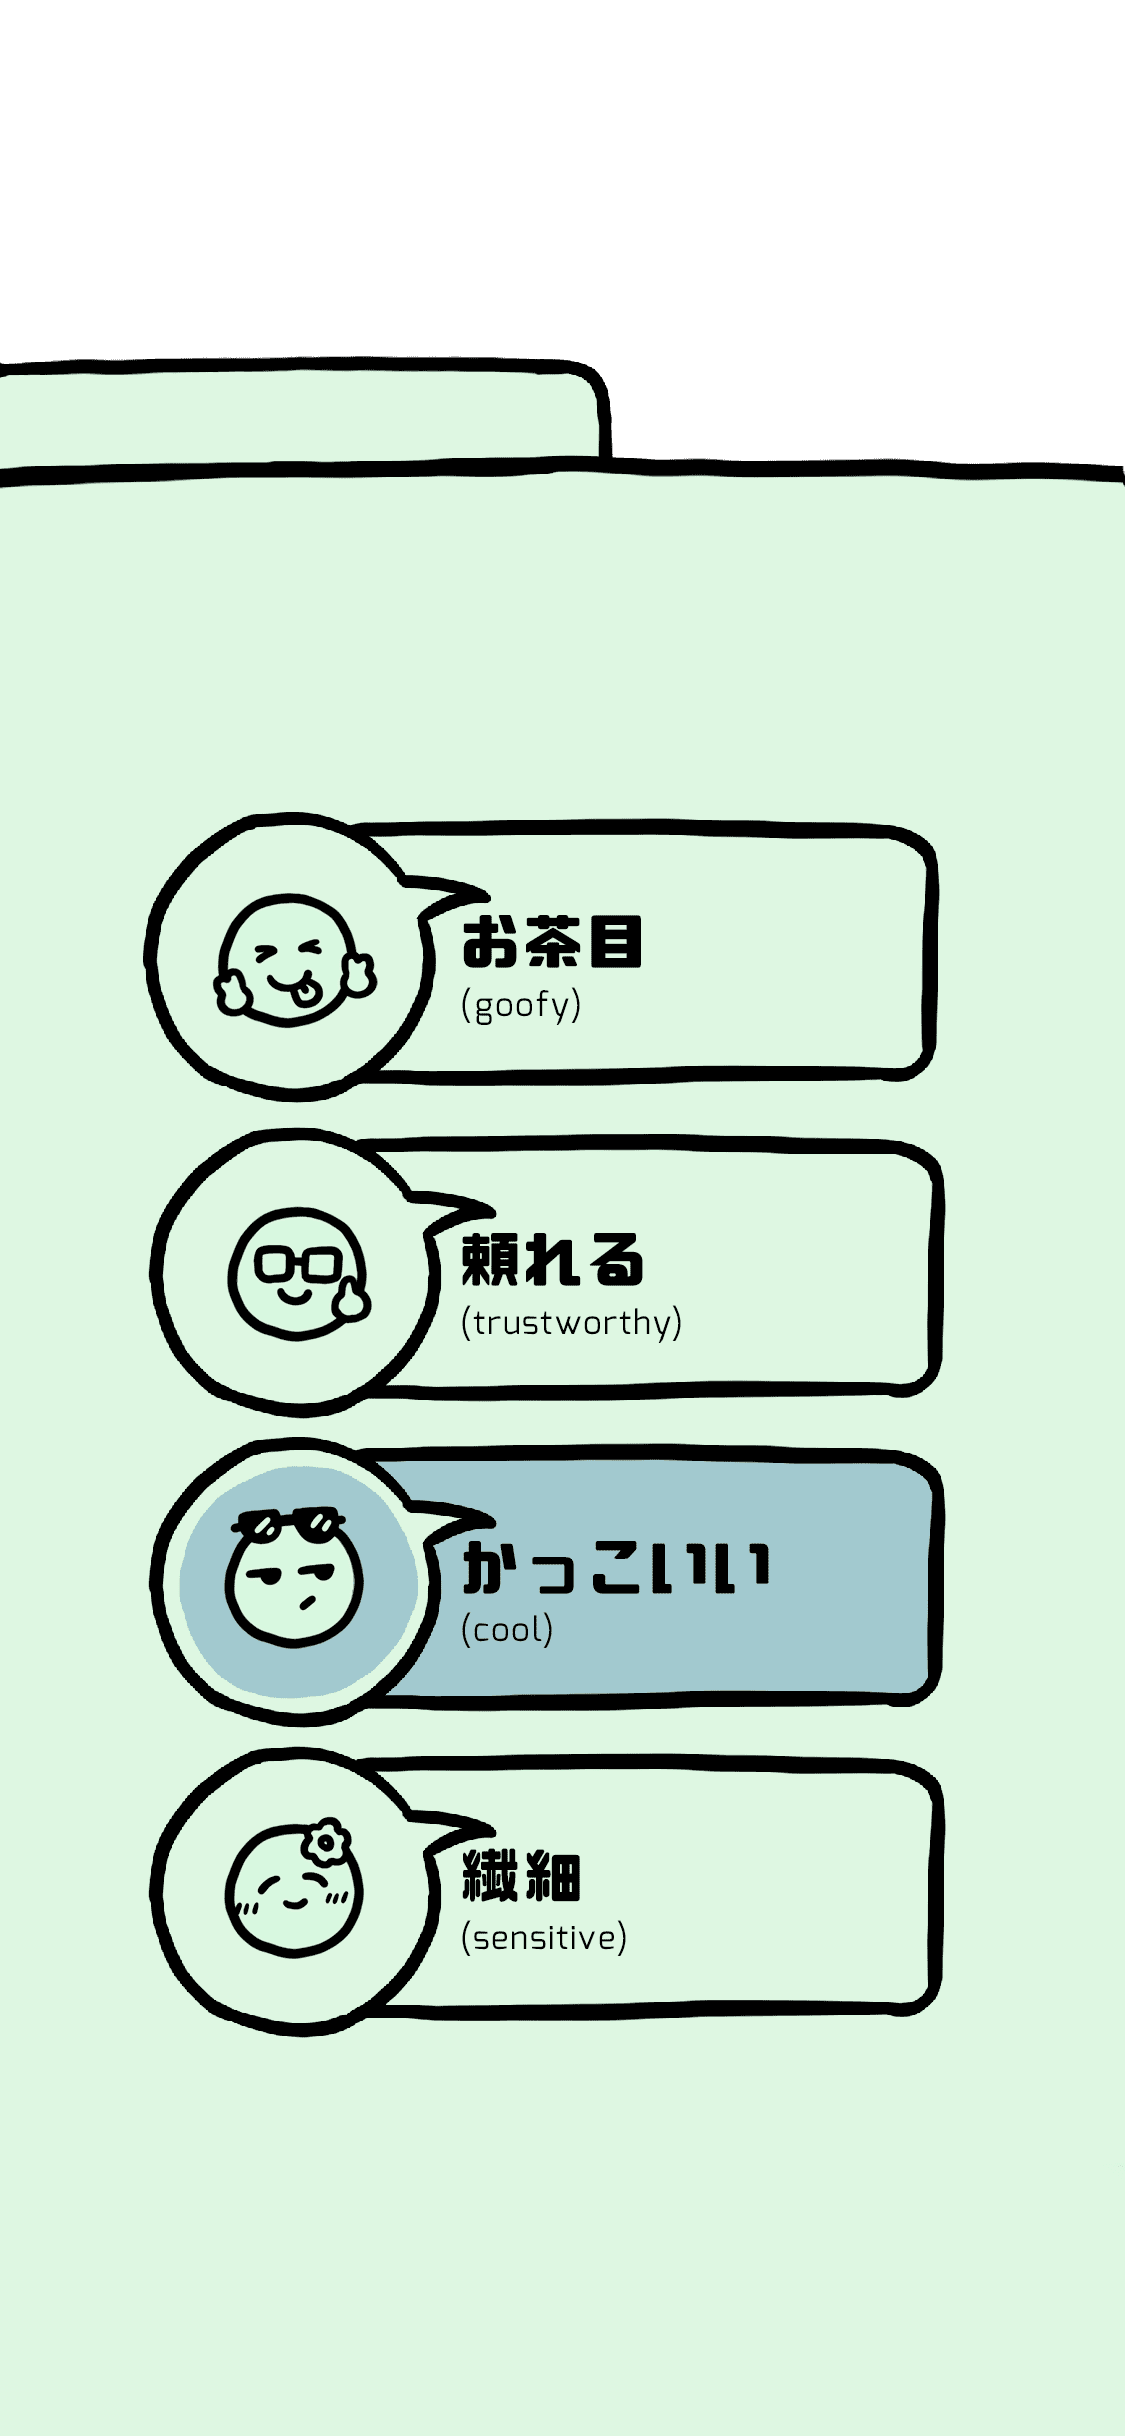 お茶目
(goofy)
頼れる
(trustworthy)
かっこいい
(cool)
繊細
(sensitive)